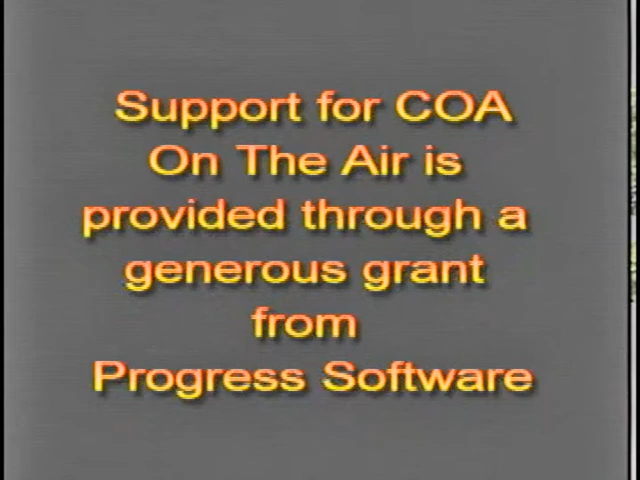 Support for COA
On The Air is
provided through a
generous grant
from
Progress Software